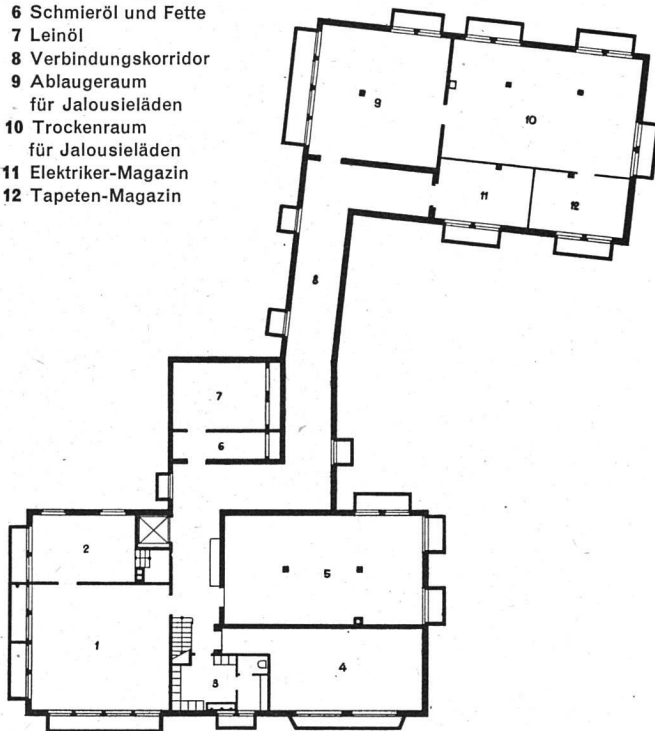 6 Schmieröl und Fette
7 Leinöl
8 Verbindungskorridor
9 Ablaugeraum
für Jalousieläden
10 Trockenraum
für Jalousieläden
11 Elektriker-Magazin
12 Tapeten-Magazin
9
10
11
12
8
7
6
2
5
1
4
3